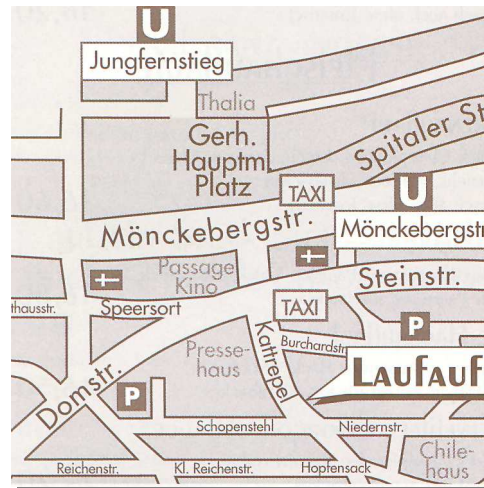 U
Jungfernstieg
Thalia
Gerh.
Hauptm.
Platz
Spitaler St
TAXI
U
Mönckebergstr.
Mönckebergstr
Passage
Kino
Steinstr.
thausstr.
Speersort
TAXI
P
Burchardstr.
Kattrepel
Presse-
haus
LAUFAUF
Domstr.
P
Schopenstehl
Niedernstr.
Chile-
haus
Reichenstr.
Kl. Reichenstr.
Hopfensack